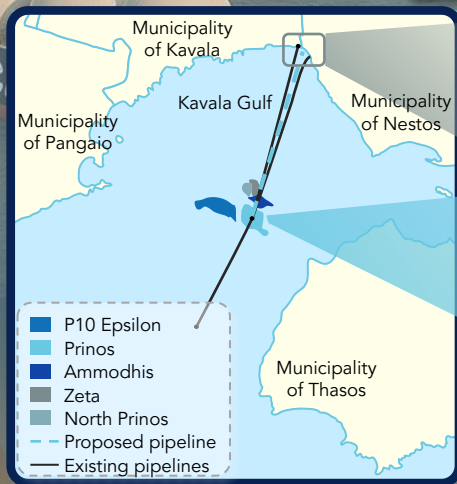 Municipality
of Kavala
Kavala Gulf
Municipality
of Pangaio
Municipality
of Nestos
Municipality
of Thasos
P10 Epsilon
Prinos
Ammodhis
Zeta
North Prinos
Proposed pipeline
Existing pipelines